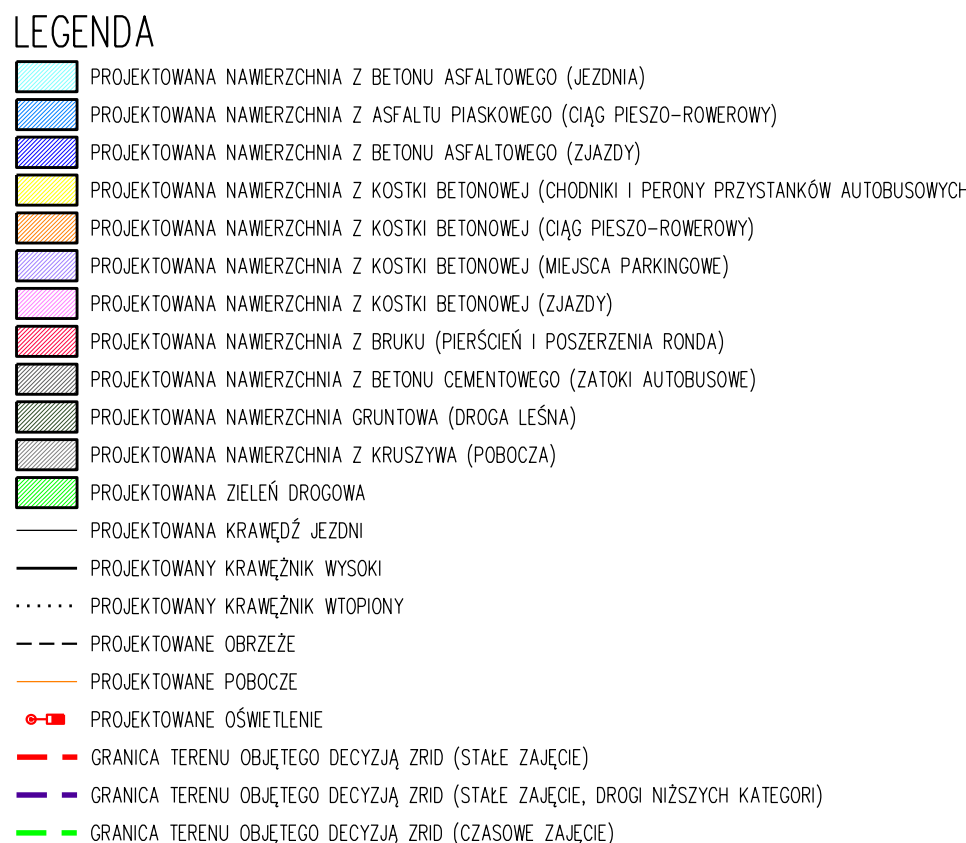 LEGENDA
PROJEKTOWANA NAWIERZCHNIA Z BETONU ASFALTOWEGO (JEZDNIA)
PROJEKTOWANA NAWIERZCHNIA Z ASFALTU PIASKOWEGO (CIĄG PIESZO-ROWEROWY)
PROJEKTOWANA NAWIERZCHNIA Z BETONU ASFALTOWEGO (ZJAZDY)
PROJEKTOWANA NAWIERZCHNIA Z KOSTKI BETONOWEJ (CHODNIKI I PERONY PRZYSTANKÓW AUTOBUSOWYCH
PROJEKTOWANA NAWIERZCHNIA Z KOSTKI BETONOWEJ (CIĄG PIESZO-ROWEROWY)
PROJEKTOWANA NAWIERZCHNIA Z KOSTKI BETONOWEJ (MIEJSCA PARKINGOWE)
PROJEKTOWANA NAWIERZCHNIA Z KOSTKI BETONOWEJ (ZJAZDY)
PROJEKTOWANA NAWIERZCHNIA Z BRUKU (PIERŚCIEŃ I POSZERZENIA RONDA)
PROJEKTOWANA NAWIERZCHNIA Z BETONU CEMENTOWEGO (ZATOKI AUTOBUSOWE)
PROJEKTOWANA NAWIERZCHNIA GRUNTOWA (DROGA LEŚNA)
PROJEKTOWANA NAWIERZCHNIA Z KRUSZYWA (POBOCZA)
PROJEKTOWANA ZIELEŃ DROGOWA
PROJEKTOWANA KRAWĘDŹ JEZDNI
PROJEKTOWANY KRAWĘŻNIK WYSOKI
PROJEKTOWANY KRAWĘŻNIK WTOPIONY
PROJEKTOWANE OBRZEŻE
PROJEKTOWANE POBOCZE
PROJEKTOWANE OŚWIETLENIE
GRANICA TERENU OBJĘTEGO DECYZJĄ ZRID (STAŁE ZAJĘCIE)
GRANICA TERENU OBJĘTEGO DECYZJĄ ZRID (STAŁE ZAJĘCIE, DROGI NIŻSZYCH KATEGORI)
GRANICA TERENU OBJĘTEGO DECYZJĄ ZRID (CZASOWE ZAJĘCIE)